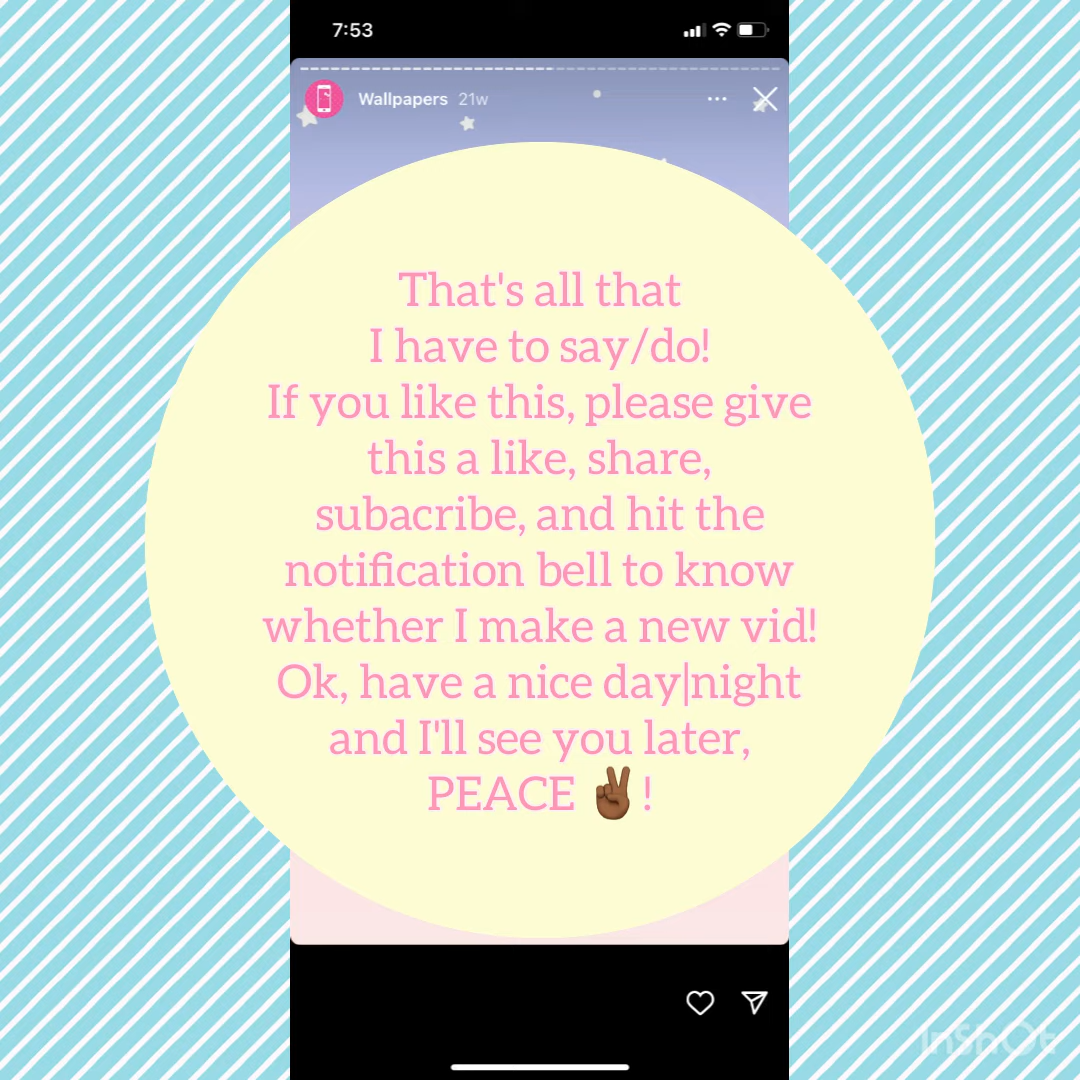 7:53
Wallpapers 21w
That's all that
I have to say/do!
If you like this, please give
this a like, share,
subacribe, and hit the
notification bell to know
whether I make a new vid!
Ok, have a nice day|night
and I'll see you later,
PEACE ✌🏾!
InShOt